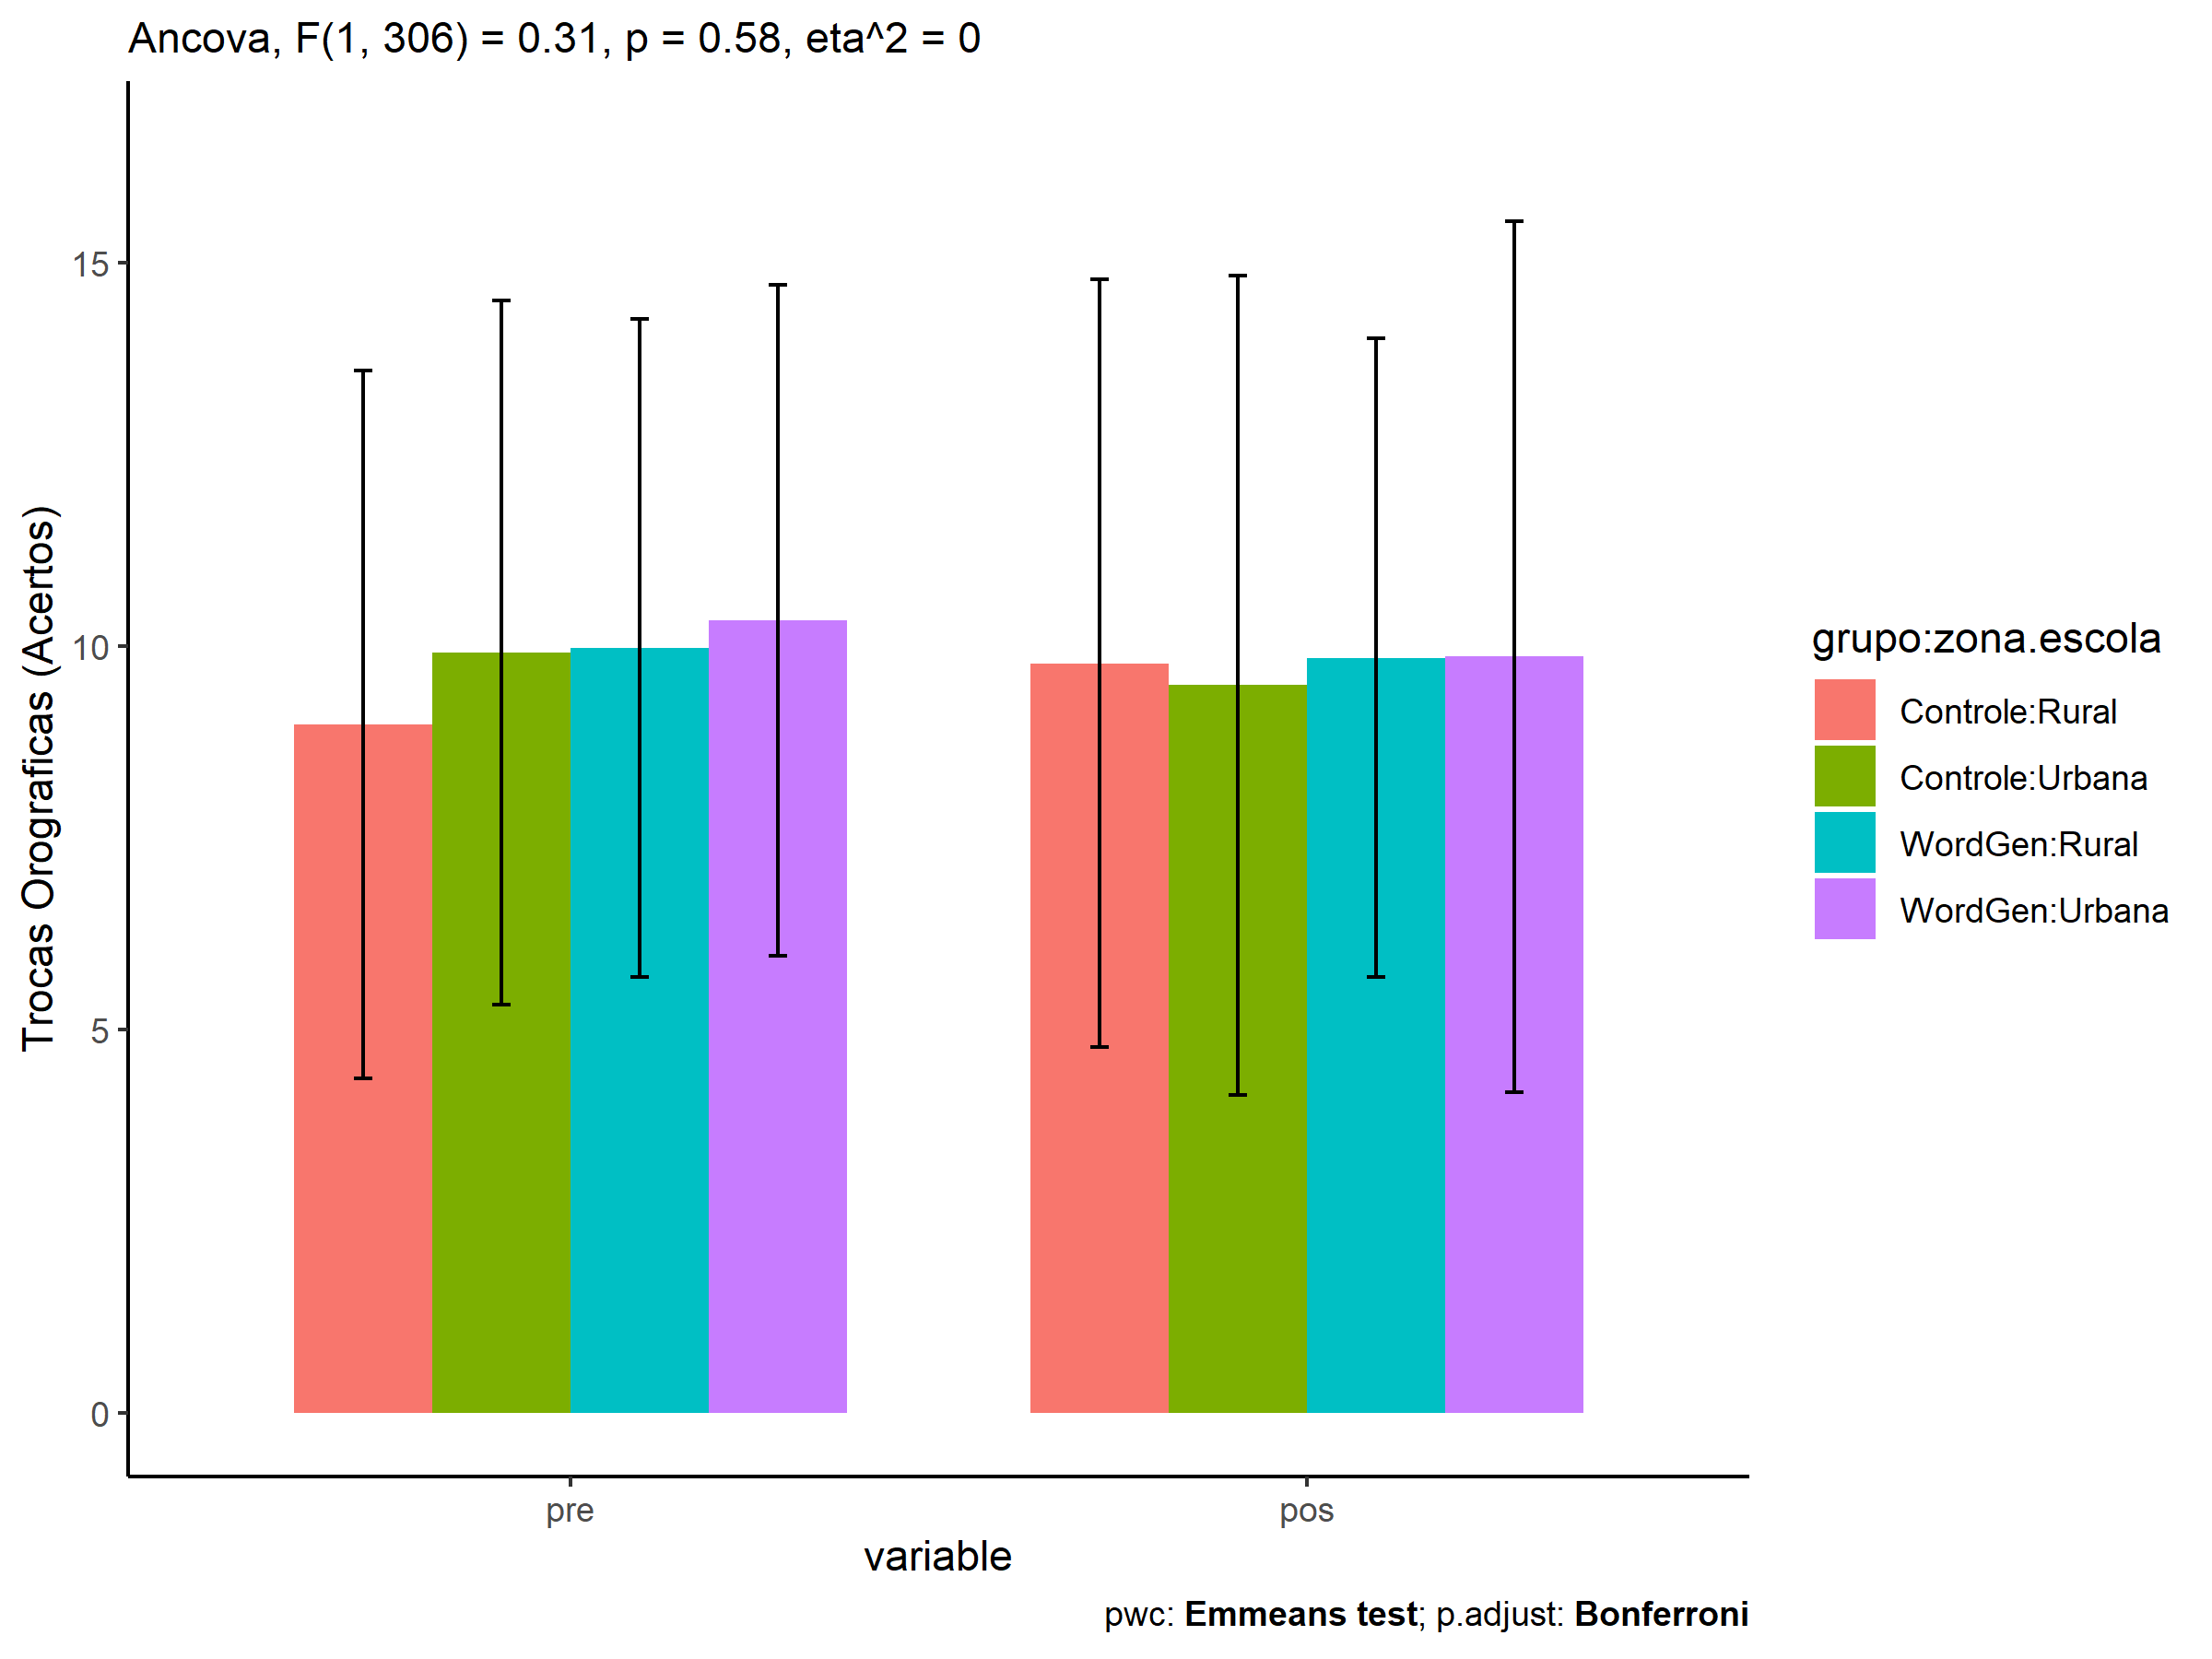 Ancova, F(1, 306) = 0.31, p = 0.58, eta^2 = 0
Trocas Orograficas (Acertos)
15
10
5
0
pre
pos
variable
grupo:zona.escola
Controle:Rural
Controle:Urbana
WordGen:Rural
WordGen:Urbana
pwc: Emmeans test; p.adjust: Bonferroni